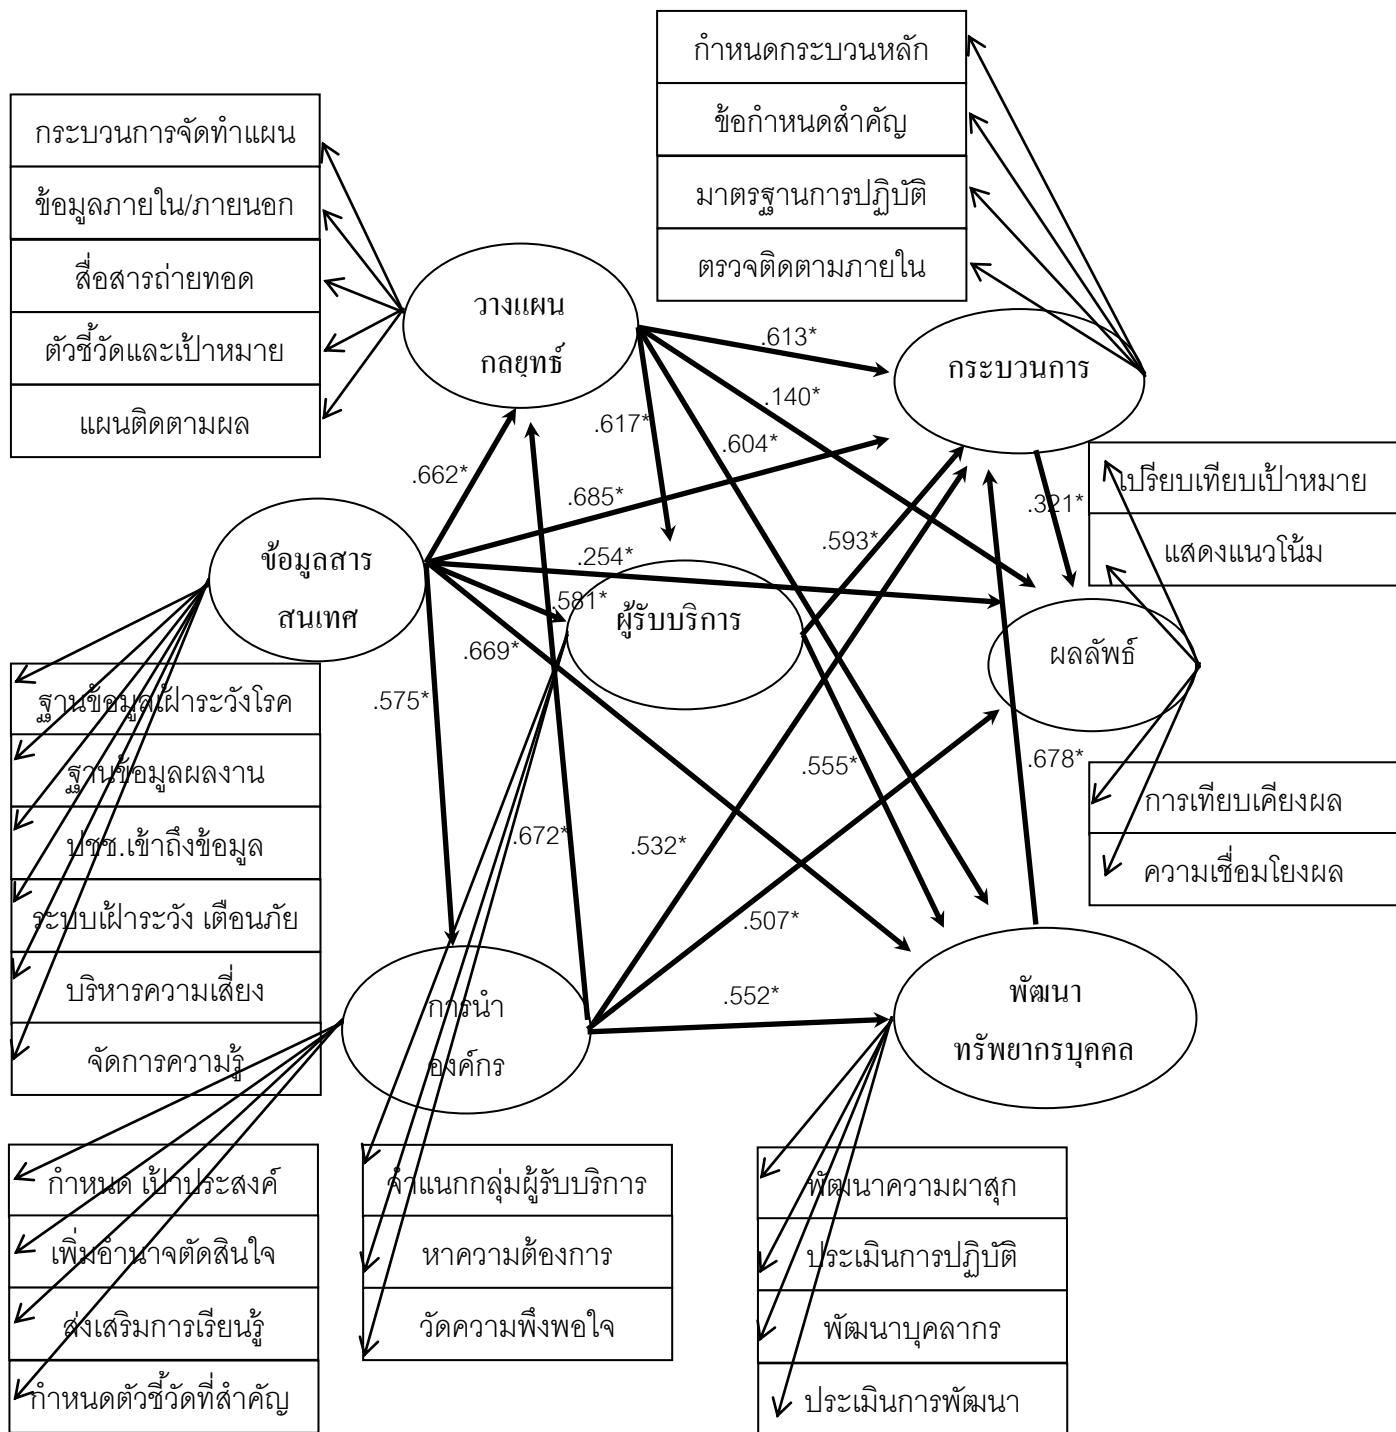 กำหนดกระบวนหลัก
ข้อกำหนดสำคัญ
มาตรฐานการปฏิบัติ
ตรวจติดตามภายใน
กระบวนการจัดทำแผน
ข้อมูลภายใน/ภายนอก
สื่อสารถ่ายทอด
ตัวชี้วัดและเป้าหมาย
แผนติดตามผล
วางแผน
กลยุทธ์
กระบวนการ
.613*
.140*
.617*
.604*
.662*
.685*
.593*
.321*
เปรียบเทียบเป้าหมาย
แสดงแนวโน้ม
ข้อมูลสาร
สนเทศ
.254*
.581*
ผู้รับบริการ
ผลลัพธ์
.669*
.575*
ฐานข้อมูลเฝ้าระวังโรค
ฐานข้อมูลผลงาน
ปชช.เข้าถึงข้อมูล
ระบบเฝ้าระวัง เตือนภัย
บริหารความเสี่ยง
จัดการความรู้
.555*
.678*
.672*
.532*
.507*
.552*
การเทียบเคียงผล
ความเชื่อมโยงผล
การนำ
องค์กร
พัฒนา
ทรัพยากรบุคคล
กำหนด เป้าประสงค์
เพิ่มอำนาจตัดสินใจ
ส่งเสริมการเรียนรู้
กำหนดตัวชี้วัดที่สำคัญ
จำแนกกลุ่มผู้รับบริการ
หาความต้องการ
วัดความพึงพอใจ
พัฒนาความผาสุก
ประเมินการปฏิบัติ
พัฒนาบุคลากร
ประเมินการพัฒนา